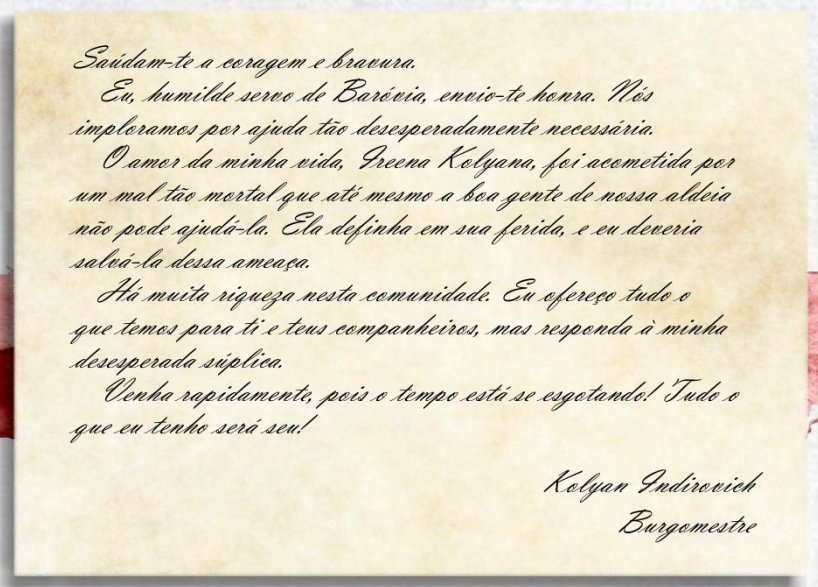 Saúdam-te a coragem e bravura.
Eu, humilde servo de Baróvia, envio-te honra. Nós
imploramos por ajuda tão desesperadamente necessária.
O amor da minha vida, Ireena Kolyana, foi acometida por
um mal tão mortal que até mesmo a boa gente de nossa aldeia
não pode ajudá-la. Ela definha em sua ferida, e eu deveria
salvá-la dessa ameaça.
Há muita riqueza nesta comunidade. Eu ofereço tudo o
que temos para ti e teus companheiros, mas responda à minha
desesperada súplica.
Venha rapidamente, pois o tempo está se esgotando! Tudo o
que eu tenho será seu!
Kolyan Indirovich
Burgomestre